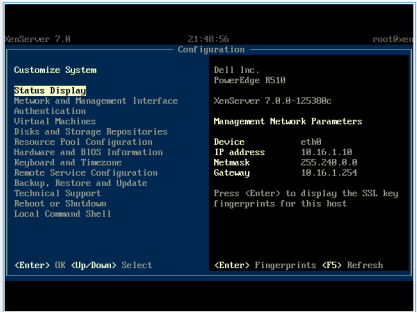 XenServer 7.0 21:48:56 root@xen
Configuration
Customize System
Status Display
Network and Management Interface
Authentication
Virtual Machines
Disks and Storage Repositories
Resource Pool Configuration
Hardware and BIOS Information
Keyboard and Timezone
Remote Service Configuration
Backup, Restore and Update
Technical Support
Reboot or Shutdown
Local Command Shell
<Enter> OK <Up/Down> Select
Dell Inc.
PowerEdge R510
XenServer 7.0.0-125380c
Management Network Parameters
Device eth0
IP address 10.16.1.10
Netmask 255.240.0.0
Gateway 10.16.1.254
Press <Enter> to display the SSL key
fingerprints for this host
<Enter> Fingerprints <F5> Refresh